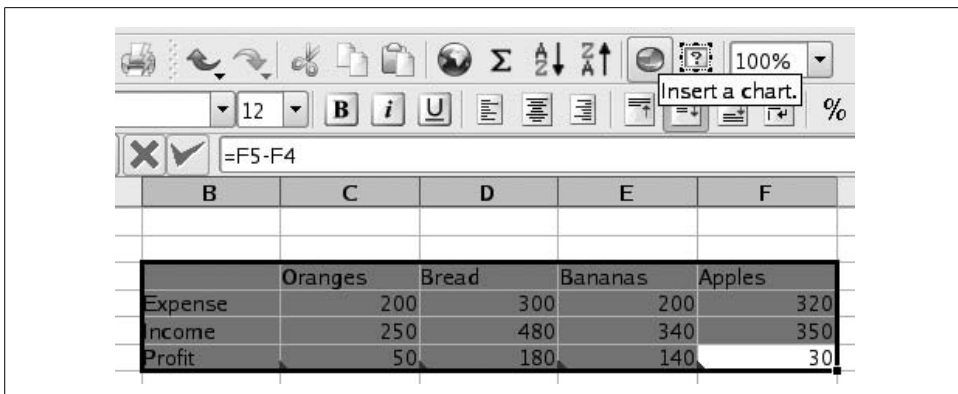 Σ A Z↓ Z A↑ ? 100%
Insert a chart.
12 B i U %
=F5-F4
B C D E F
Oranges Bread Bananas Apples
Expense 200 300 200 320
Income 250 480 340 350
Profit 50 180 140 30